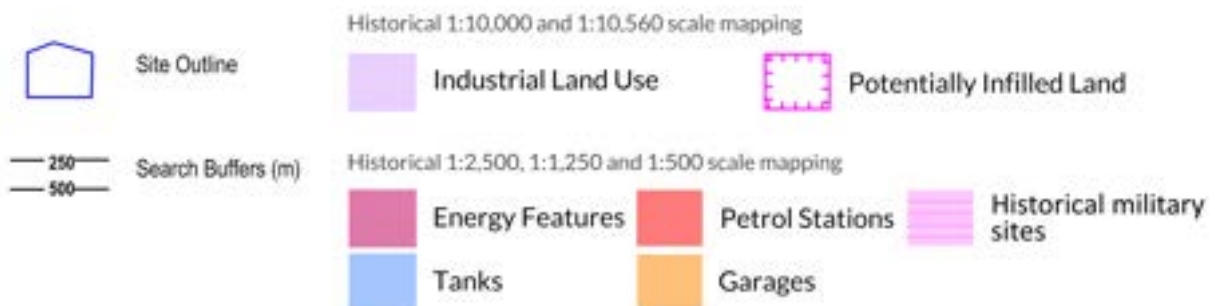 Historical 1:10,000 and 1:10,560 scale mapping
Site Outline
Industrial Land Use
Potentially Infilled Land
250
500
Search Buffers (m)
Historical 1:2,500, 1:1,250 and 1:500 scale mapping
Energy Features
Petrol Stations
Historical military
sites
Tanks
Garages